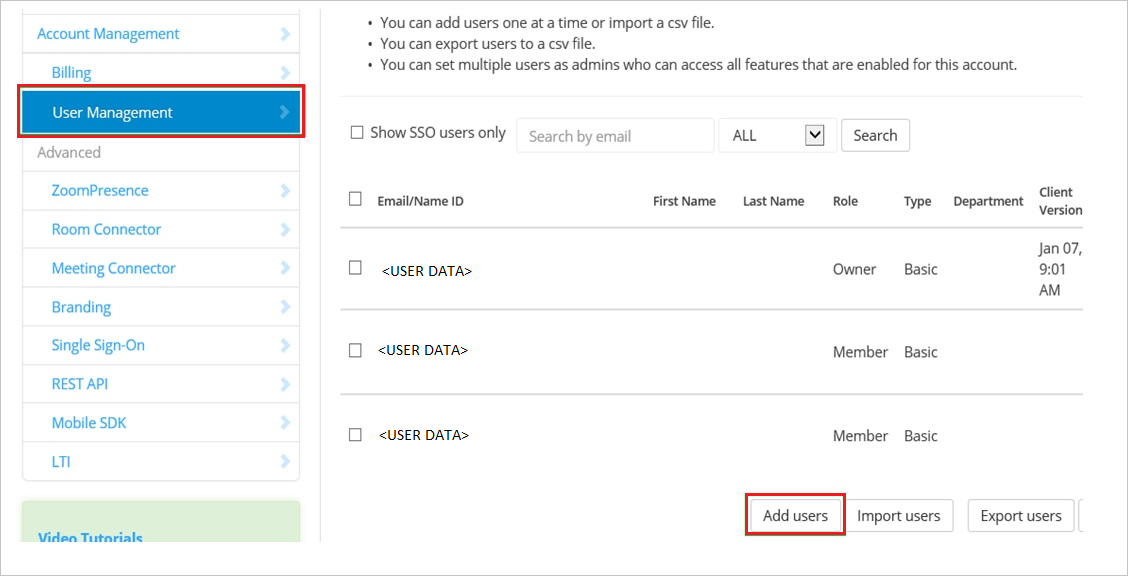 Account Management
Billing
User Management
Advanced
ZoomPresence
Room Connector
Meeting Connector
Branding
Single Sign-On
REST API
Mobile SDK
LTI
Video Tutorials
• You can add users one at a time or import a csv file.
• You can export users to a csv file.
• You can set multiple users as admins who can access all features that are enabled for this account.
Show SSO users only Search by email ALL Search
Email/Name ID First Name Last Name Role Type Department Client Version
<USER DATA> Owner Basic Jan 07, 9:01 AM
<USER DATA> Member Basic
<USER DATA> Member Basic
Add users Import users Export users